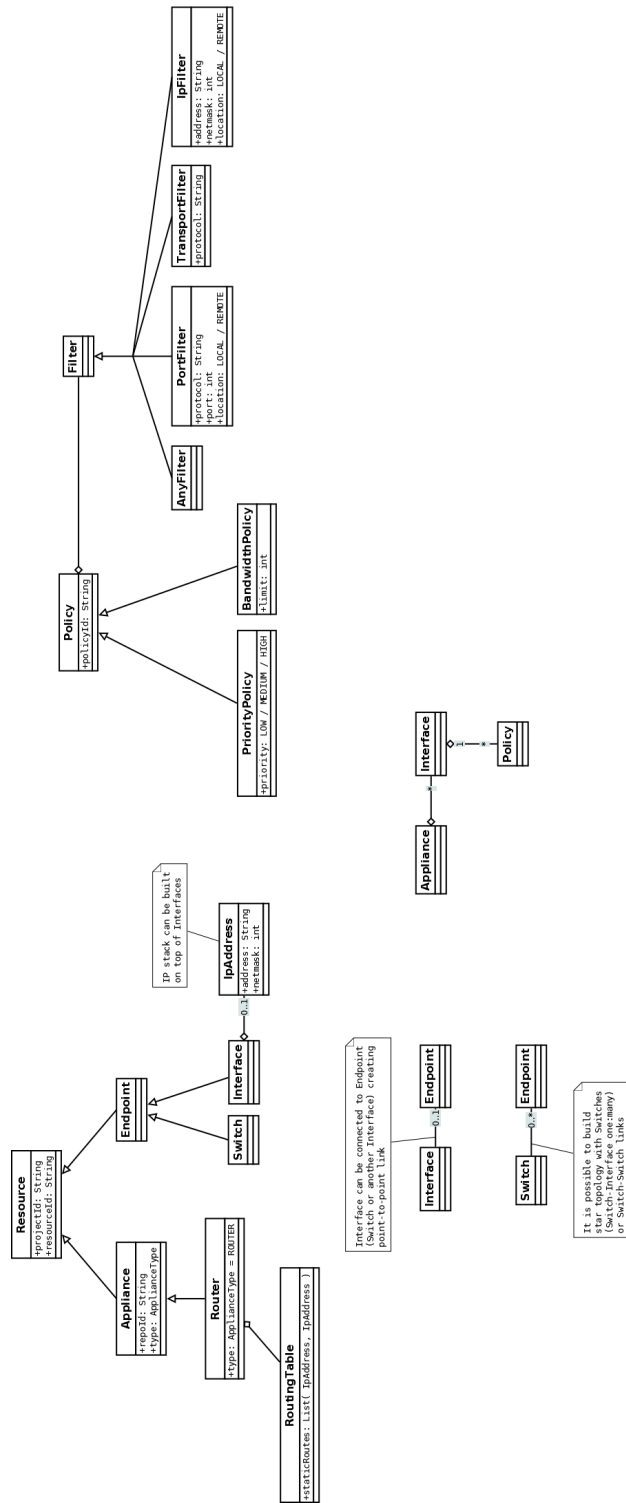 Resource
+projectId: String
+resourceId: String
Appliance
+repoId: String
+type: ApplianceType
Endpoint
Router
+type: ApplianceType = ROUTER
Switch
Interface
0..1
IpAddress
+address: String
+netmask: int
IP stack can be built
on top of Interfaces
RoutingTable
+staticRoutes: List( IpAddress, IpAddress )
Policy
+policyId: String
Filter
PriorityPolicy
+priority: LOW / MEDIUM / HIGH
BandwidthPolicy
+limit: int
AnyFilter
PortFilter
+protocol: String
+port: int
+location: LOCAL / REMOTE
TransportFilter
+protocol: String
IpFilter
+address: String
+netmask: int
+location: LOCAL / REMOTE
Interface can be connected to Endpoint
(Switch or another Interface) creating
point-to-point link
Interface
0..1
Endpoint
Switch
0..*
Endpoint
It is possible to build
star topology with Switches
(Switch-Interface one:many)
or Switch-Switch links
Appliance
*
Interface
1
*
Policy